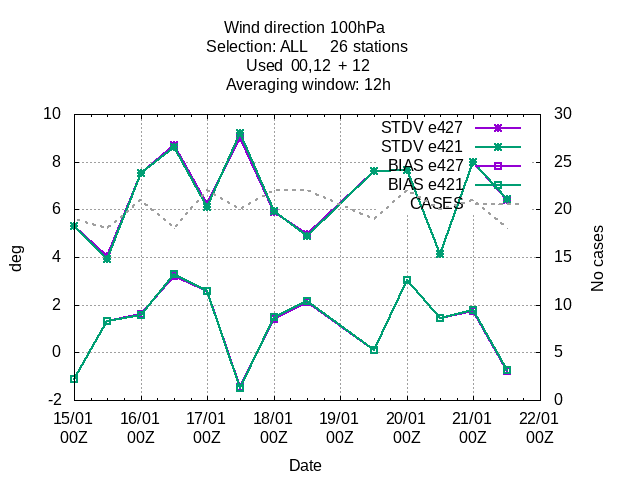 Wind direction 100hPa
Selection: ALL 26 stations
Used 00,12 + 12
Averaging window: 12h
10 30
STDV e427
STDV e421
8 25
BIAS e427
BIAS e421
CASES
6 20
4 15
2 10
0 5
-2 0
deg
No cases
15/01 16/01 17/01 18/01 19/01 20/01 21/01 22/01
00Z 00Z 00Z 00Z 00Z 00Z 00Z 00Z
Date